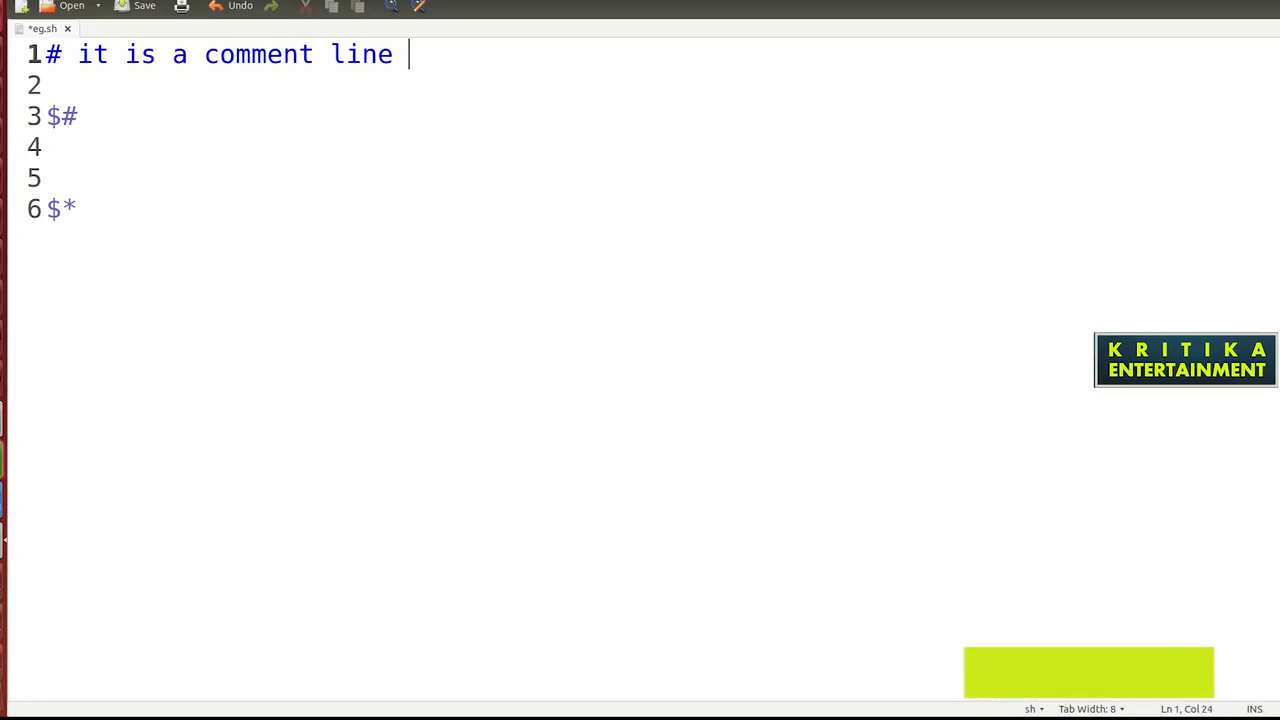 Open Save Undo
*eg.sh x
1# it is a comment line
2
3$#
4
5
6$*
KRITIKA
ENTERTAINMENT
sh Tab Width: 8 Ln 1, Col 24 INS